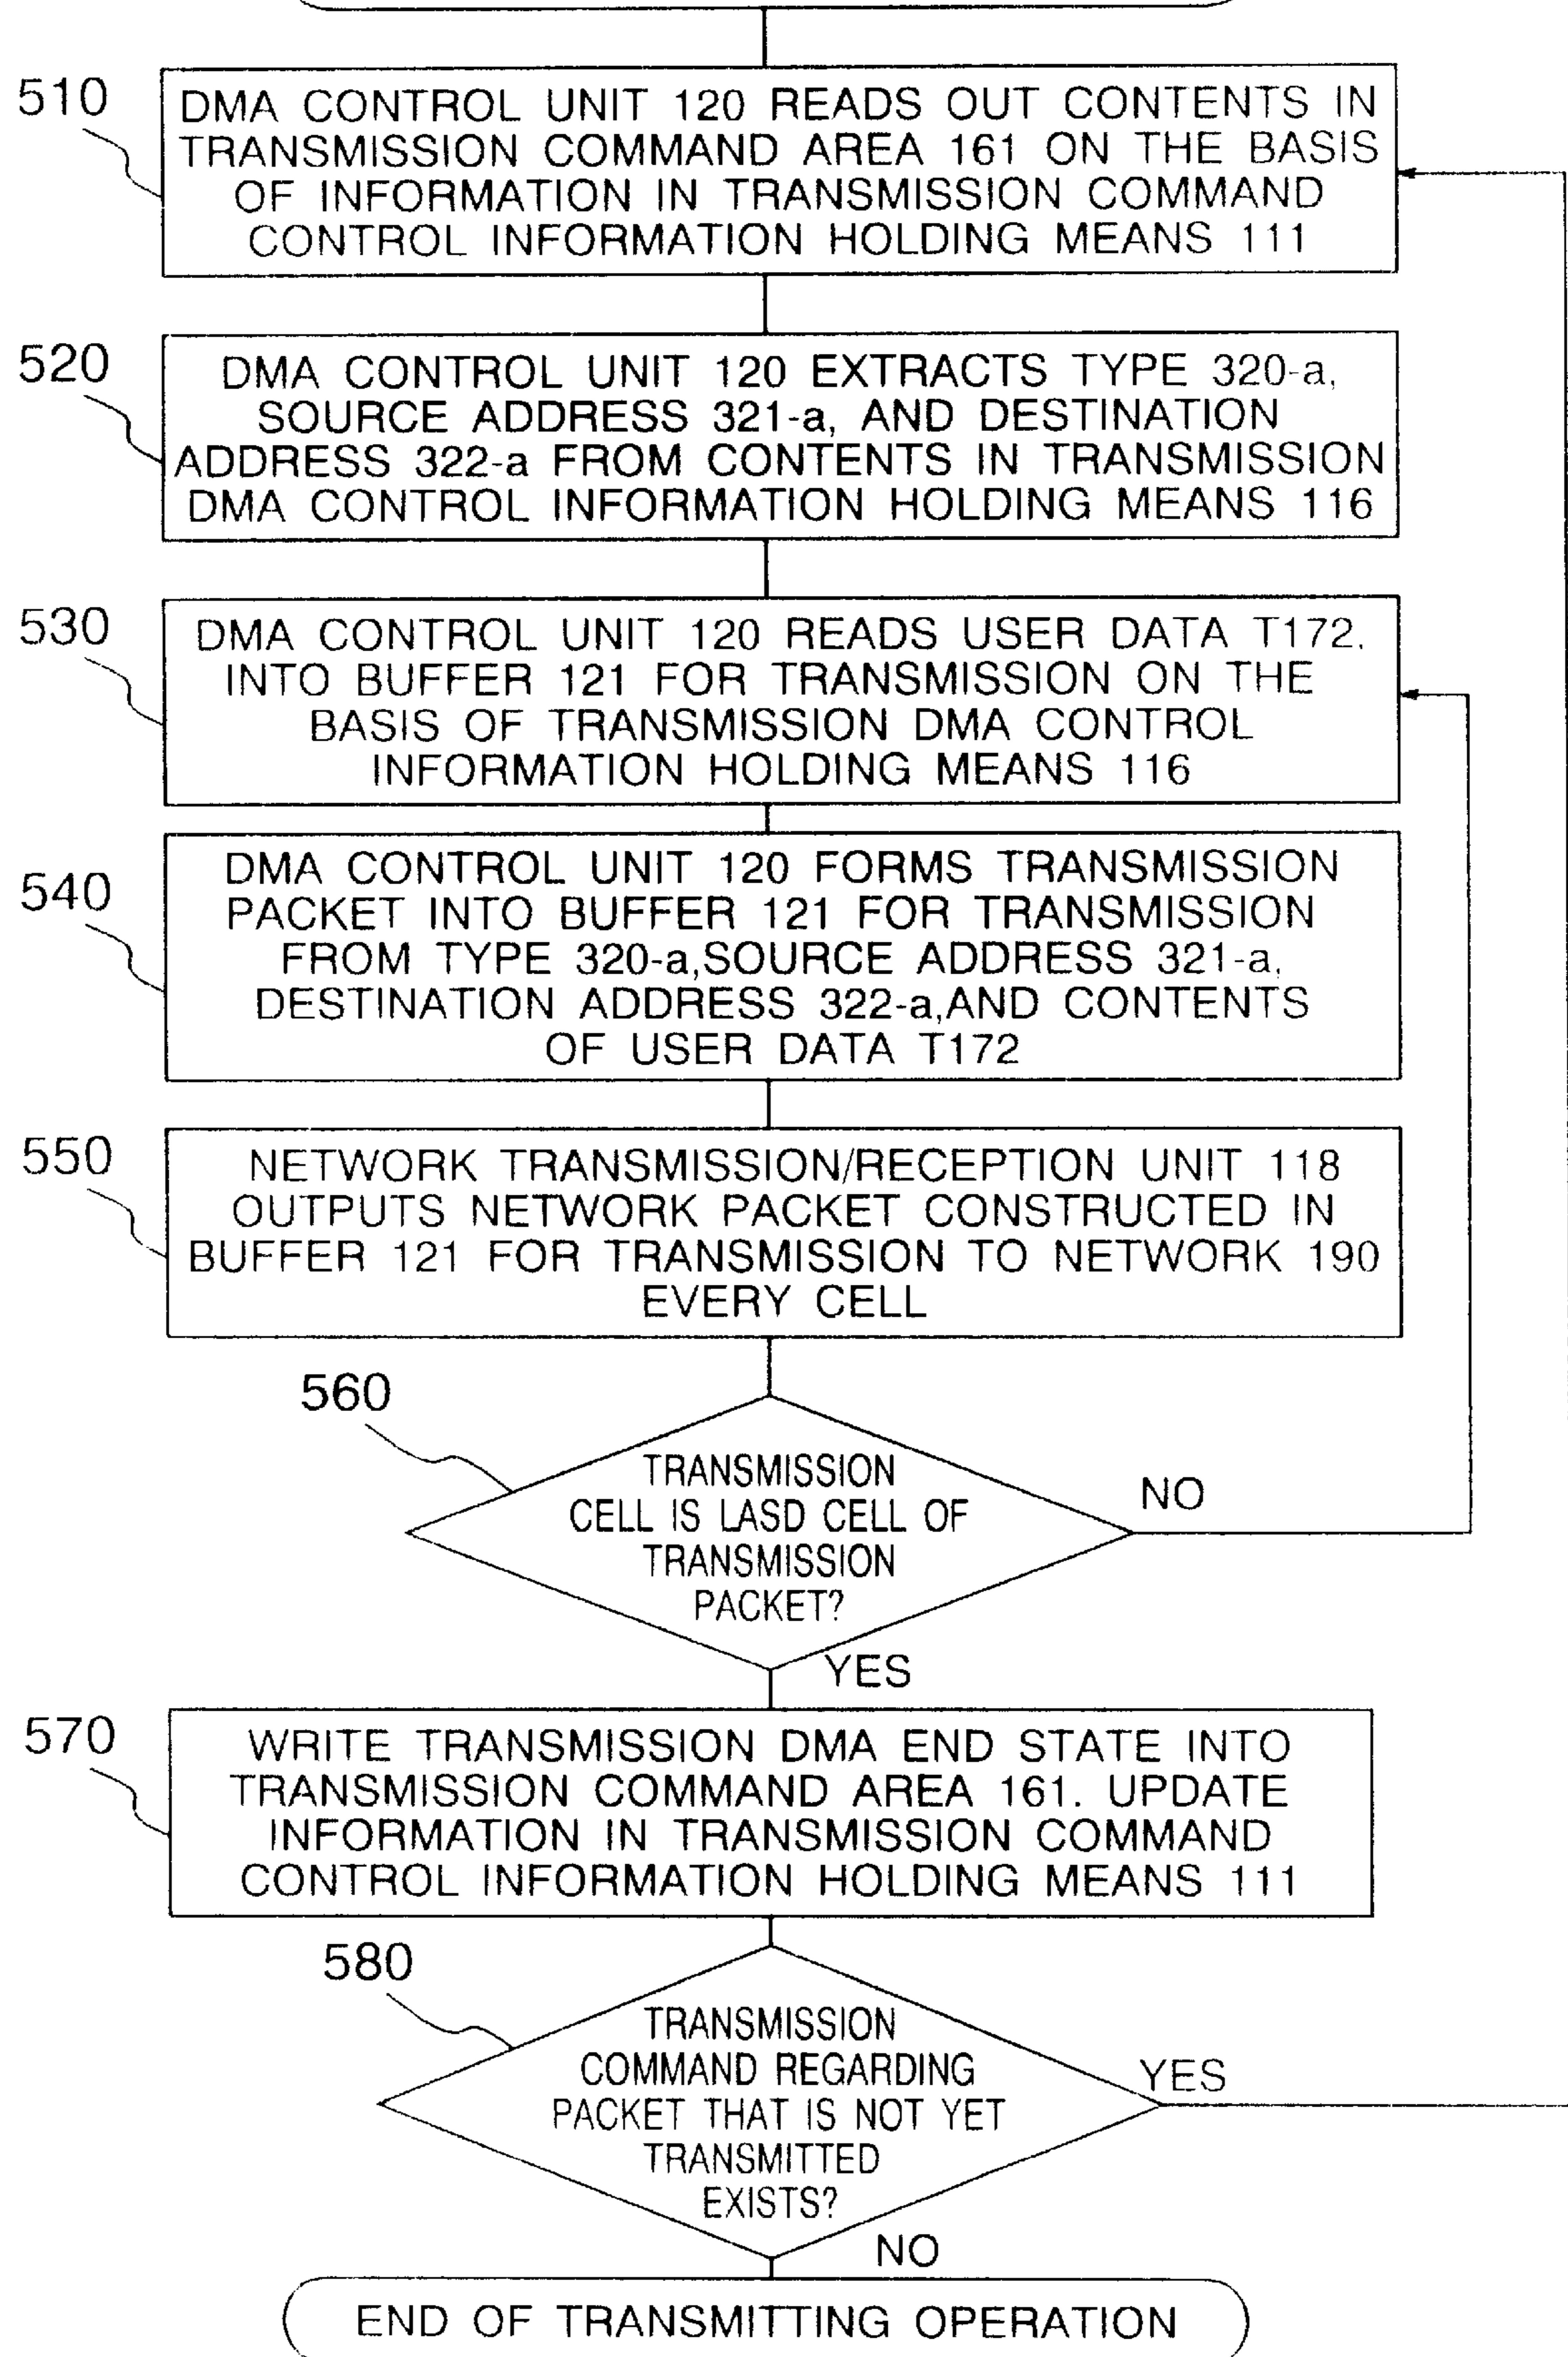 510
DMA CONTROL UNIT 120 READS OUT CONTENTS IN
TRANSMISSION COMMAND AREA 161 ON THE BASIS
OF INFORMATION IN TRANSMISSION COMMAND
CONTROL INFORMATION HOLDING MEANS 111
520
DMA CONTROL UNIT 120 EXTRACTS TYPE 320-a,
SOURCE ADDRESS 321-a, AND DESTINATION
ADDRESS 322-a FROM CONTENTS IN TRANSMISSION
DMA CONTROL INFORMATION HOLDING MEANS 116
530
DMA CONTROL UNIT 120 READS USER DATA T172,
INTO BUFFER 121 FOR TRANSMISSION ON THE
BASIS OF TRANSMISSION DMA CONTROL
INFORMATION HOLDING MEANS 116
540
DMA CONTROL UNIT 120 FORMS TRANSMISSION
PACKET INTO BUFFER 121 FOR TRANSMISSION
FROM TYPE 320-a,SOURCE ADDRESS 321-a,
DESTINATION ADDRESS 322-a,AND CONTENTS
OF USER DATA T172
550
NETWORK TRANSMISSION/RECEPTION UNIT 118
OUTPUTS NETWORK PACKET CONSTRUCTED IN
BUFFER 121 FOR TRANSMISSION TO NETWORK 190
EVERY CELL
560
TRANSMISSION
CELL IS LASD CELL OF
TRANSMISSION
PACKET?
NO
YES
570
WRITE TRANSMISSION DMA END STATE INTO
TRANSMISSION COMMAND AREA 161. UPDATE
INFORMATION IN TRANSMISSION COMMAND
CONTROL INFORMATION HOLDING MEANS 111
580
TRANSMISSION
COMMAND REGARDING
PACKET THAT IS NOT YET
TRANSMITTED
EXISTS?
YES
NO
END OF TRANSMITTING OPERATION